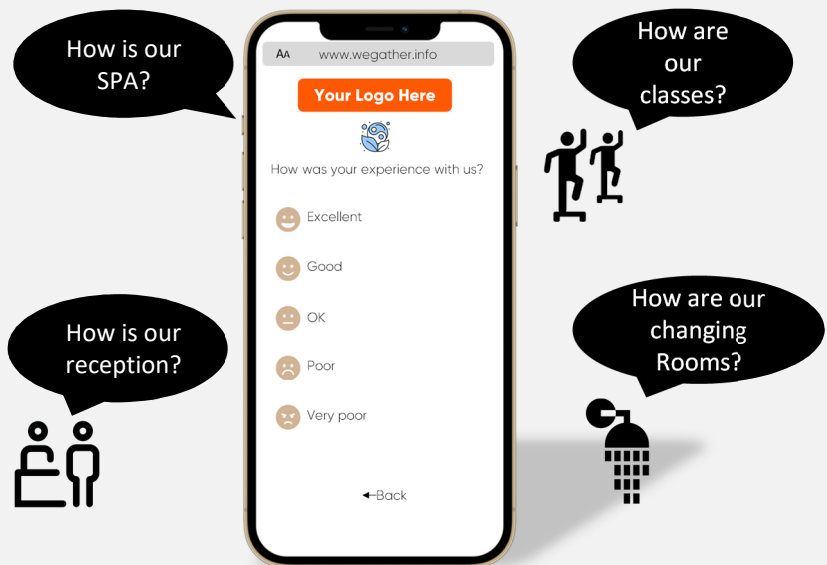 How is our
SPA?
AA www.wegather.info
Your Logo Here
How was your experience with us?
Excellent
Good
OK
Poor
Very poor
←Back
How are
our
classes?
How is our
reception?
How are our
changing
Rooms?